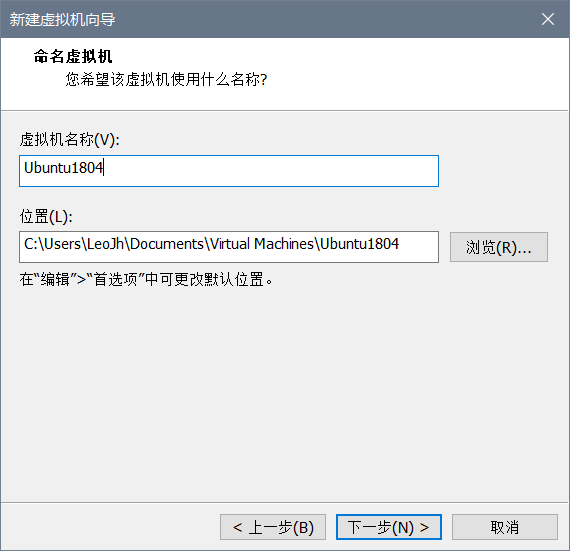 新建虚拟机向导
命名虚拟机
您希望该虚拟机使用什么名称?
虚拟机名称(V):
Ubuntu1804
位置(L):
C:\Users\LeoJh\Documents\Virtual Machines\Ubuntu1804
浏览(R)...
在“编辑”>“首选项”中可更改默认位置。
< 上一步(B)
下一步(N) >
取消